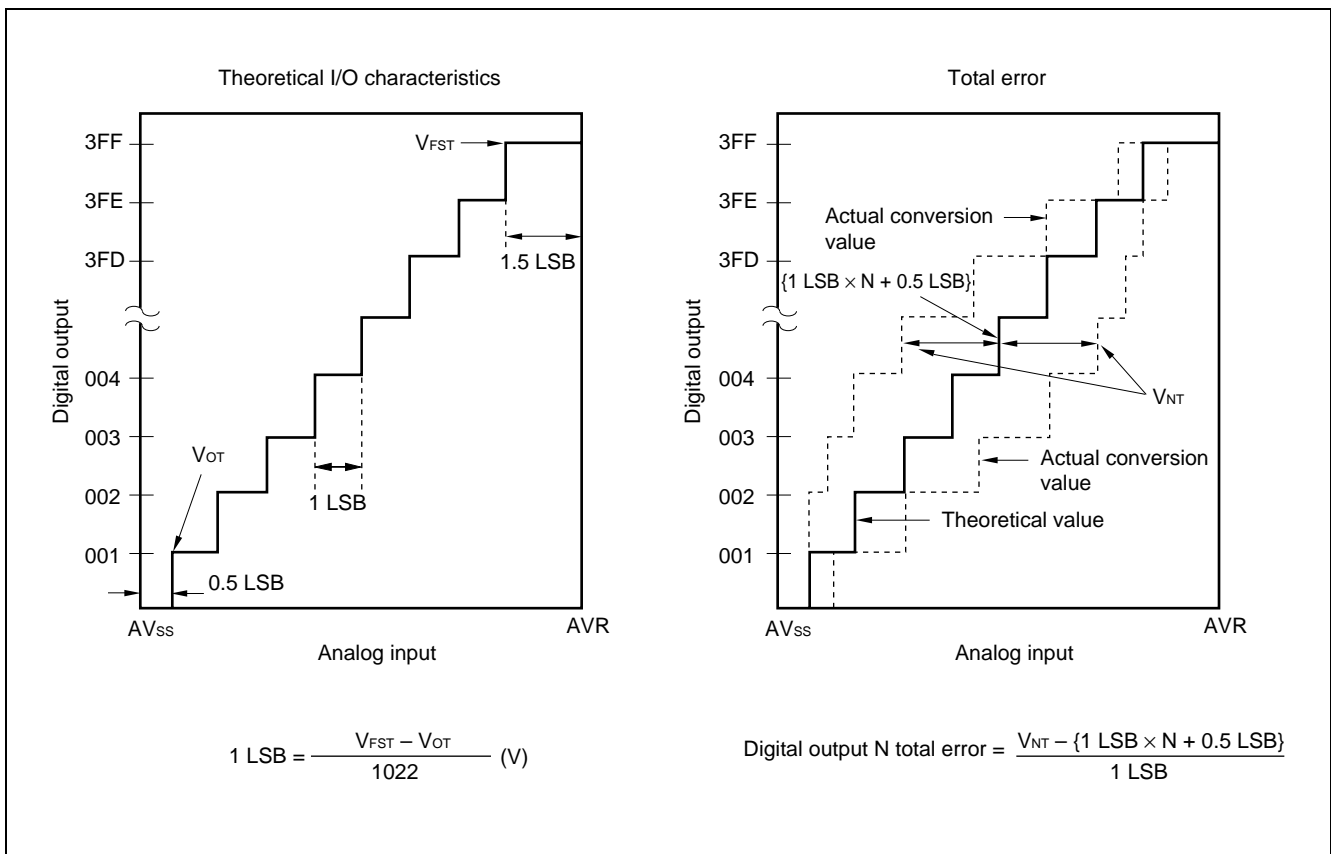 Theoretical I/O characteristics
3FF
3FE
3FD
004
003
002
001
Digital output
VFST
1.5 LSB
VOT
1 LSB
0.5 LSB
AVSS
AVR
Analog input
1 LSB = VFST – VOT / 1022 (V)
Total error
3FF
3FE
3FD
004
003
002
001
Digital output
Actual conversion
value
{1 LSB × N + 0.5 LSB}
VNT
Actual conversion
value
Theoretical value
AVSS
AVR
Analog input
Digital output N total error = VNT – {1 LSB × N + 0.5 LSB} / 1 LSB